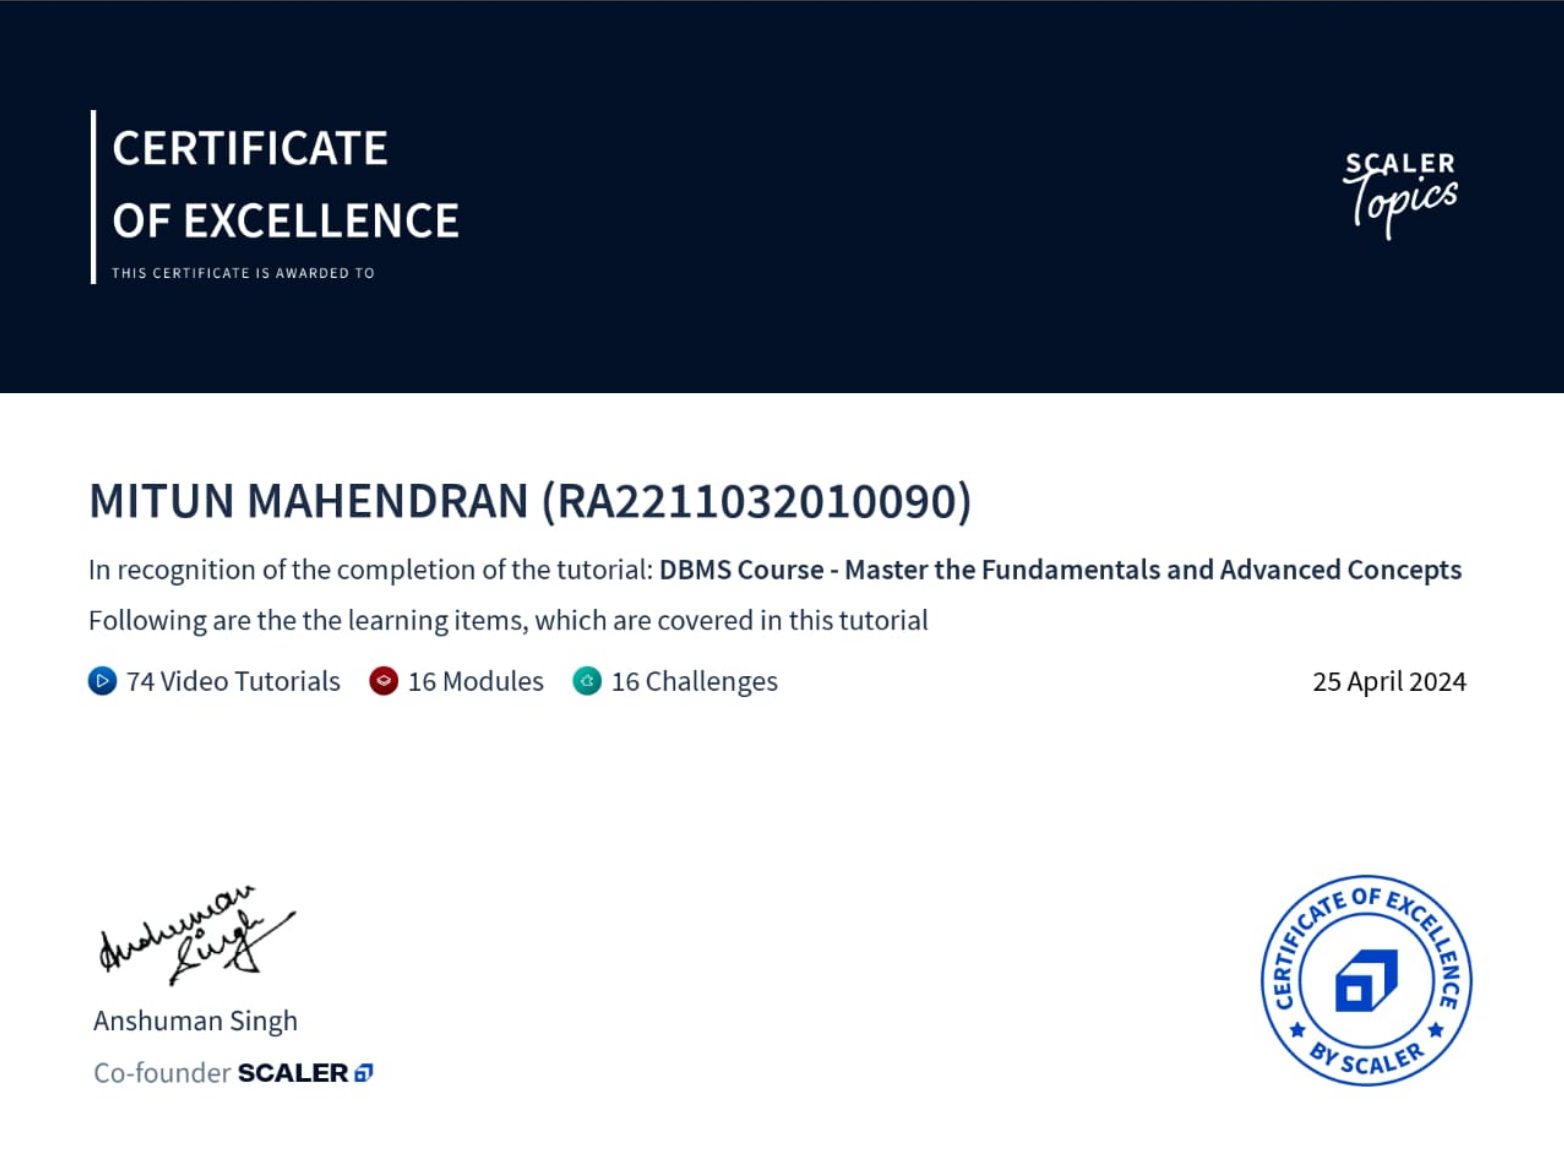 CERTIFICATE
OF EXCELLENCE
THIS CERTIFICATE IS AWARDED TO
SCALER
Topics
MITUN MAHENDRAN (RA2211032010090)
In recognition of the completion of the tutorial: DBMS Course - Master the Fundamentals and Advanced Concepts
Following are the the learning items, which are covered in this tutorial
74 Video Tutorials 16 Modules 16 Challenges 25 April 2024
Anshuman
Singh
Anshuman Singh
Co-founder SCALER
CERTIFICATE OF EXCELLENCE
BY SCALER